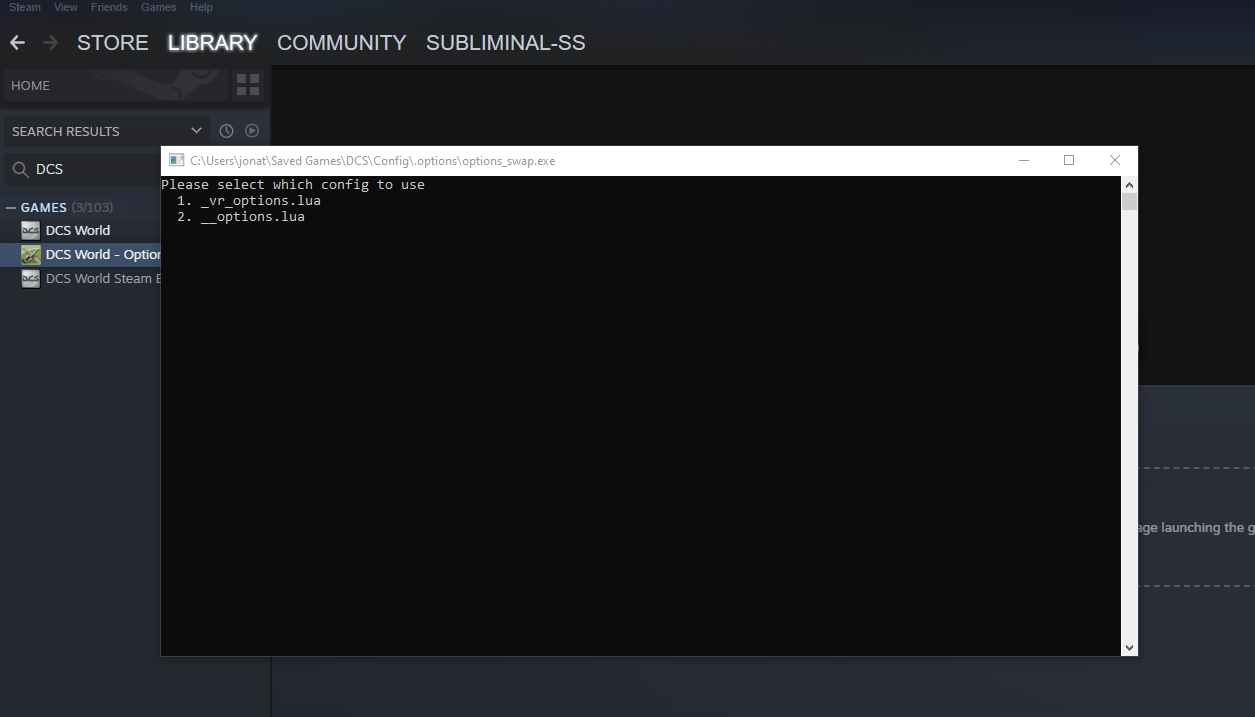 Steam View Friends Games Help
STORE LIBRARY COMMUNITY SUBLIMINAL-SS
HOME
SEARCH RESULTS
DCS
C:\Users\jonat\Saved Games\DCS\Config\.options\options_swap.exe
Please select which config to use
1. _vr_options.lua
2. __options.lua
— GAMES (3/103)
DCS World
DCS World - Option
DCS World Steam E
age launching the g